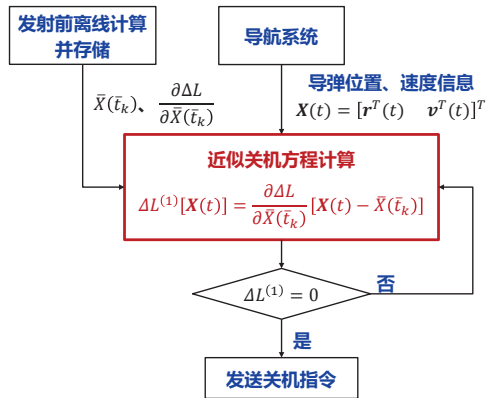 发射前离线计算
并存储
导航系统
X̄(t̄ₖ)、 ∂ΔL / ∂X̄(t̄ₖ)
导弹位置、速度信息
X(t) = [rᵀ(t) vᵀ(t)]ᵀ
近似关机方程计算
ΔL⁽¹⁾[X(t)] = ∂ΔL / ∂X̄(t̄ₖ) [X(t) − X̄(t̄ₖ)]
ΔL⁽¹⁾ = 0
否
是
发送关机指令